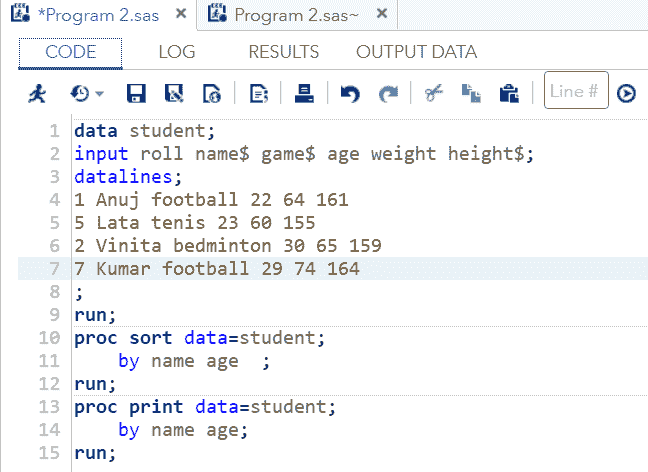 *Program 2.sas × Program 2.sas~ ×
CODE LOG RESULTS OUTPUT DATA
Line #
1 data student;
2 input roll name$ game$ age weight height$;
3 datalines;
4 1 Anuj football 22 64 161
5 5 Lata tenis 23 60 155
6 2 Vinita bedminton 30 65 159
7 7 Kumar football 29 74 164
8 ;
9 run;
10 proc sort data=student;
11     by name age  ;
12 run;
13 proc print data=student;
14     by name age;
15 run;